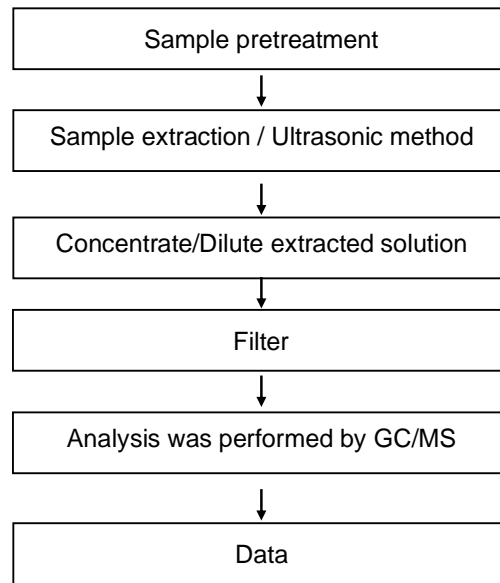 Sample pretreatment
Sample extraction / Ultrasonic method
Concentrate/Dilute extracted solution
Filter
Analysis was performed by GC/MS
Data